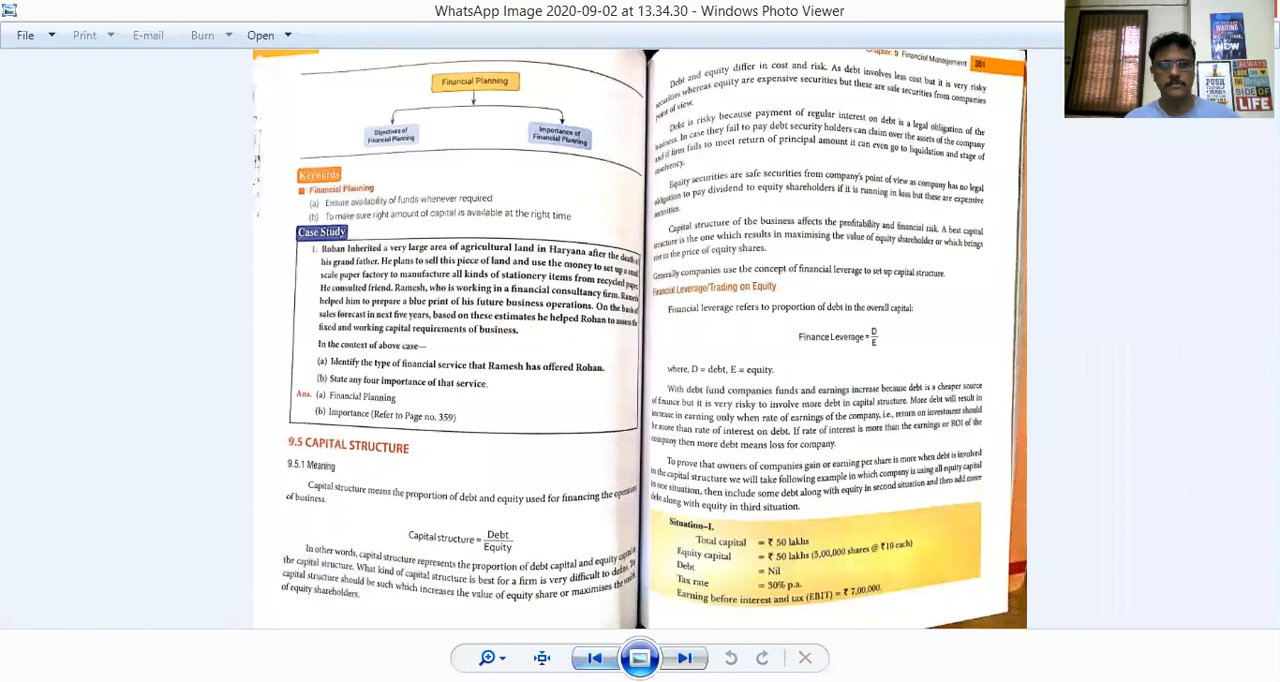 WhatsApp Image 2020-09-02 at 13.34.30 - Windows Photo Viewer
File Print E-mail Burn Open
Financial Planning
Objectives of
Financial Planning
Importance of
Financial Planning
Keywords
Financial Planning
(a) Ensure availability of funds whenever required
(b) To make sure right amount of capital is available at the right time
Case Study
1. Rohan Inherited a very large area of agricultural land in Haryana after the death of
his grand father. He plans to sell this piece of land and use the money to set up a small
scale paper factory to manufacture all kinds of stationery items from recycled paper.
He consulted friend. Ramesh, who is working in a financial consultancy firm. Ramesh
helped him to prepare a blue print of his future business operations. On the basis of
sales forecast in next five years, based on these estimates he helped Rohan to assess the
fixed and working capital requirements of business.
In the context of above case—
(a) Identify the type of financial service that Ramesh has offered Rohan.
(b) State any four importance of that service.
Ans. (a) Financial Planning
(b) Importance (Refer to Page no. 359)
9.5 CAPITAL STRUCTURE
9.5.1 Meaning
Capital structure means the proportion of debt and equity used for financing the operations
of business.
Capital structure = Debt
Equity
In other words, capital structure represents the proportion of debt capital and equity capital in
the capital structure. What kind of capital structure is best for a firm is very difficult to define. The
capital structure should be such which increases the value of equity share or maximises the wealth
of equity shareholders.
Chapter: 9 Financial Management 361
Debt and equity differ in cost and risk. As debt involves less cost but it is very risky
securities whereas equity are expensive securities but these are safe securities from companies
point of view.
Debt is risky because payment of regular interest on debt is a legal obligation of the
business. In case they fail to pay debt security holders can claim over the assets of the company
and if firm fails to meet return of principal amount it can even go to liquidation and stage of
insolvency.
Equity securities are safe securities from company's point of view as company has no legal
obligation to pay dividend to equity shareholders if it is running in loss but these are expensive
securities.
Capital structure of the business affects the profitability and financial risk. A best capital
structure is the one which results in maximising the value of equity shareholder or which brings
rise in the price of equity shares.
Generally companies use the concept of financial leverage to set up capital structure.
Financial Leverage/Trading on Equity
Financial leverage refers to proportion of debt in the overall capital:
Finance Leverage = D
E
where, D = debt, E = equity.
With debt fund companies funds and earnings increase because debt is a cheaper source
of finance but it is very risky to involve more debt in capital structure. More debt will result in
increase in earning only when rate of earnings of the company, i.e., return on investment should
be more than rate of interest on debt. If rate of interest is more than the earnings or ROI of the
company then more debt means loss for company.
To prove that owners of companies gain or earning per share is more when debt is involved
in the capital structure we will take following example in which company is using all equity capital
in one situation, then include some debt along with equity in second situation and then add more
debt along with equity in third situation.
Situation–I.
Total capital = ₹ 50 lakhs
Equity capital = ₹ 50 lakhs (5,00,000 shares @ ₹10 each)
Debt = Nil
Tax rate = 30% p.a.
Earning before interest and tax (EBIT) = ₹ 7,00,000.
WAITING
NOW
PUSH
YOURSELF
ALWAYS
LOOK ON
the Bright
SIDE OF
LIFE